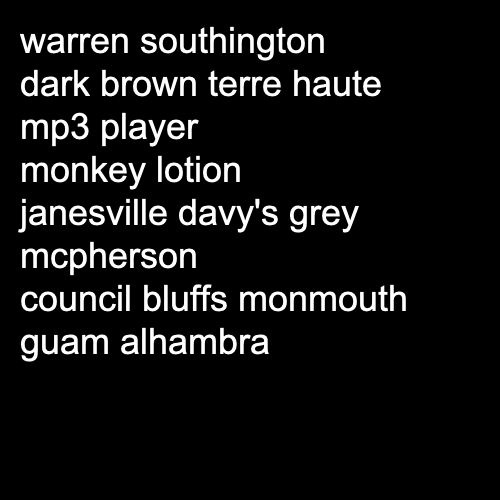 warren southington
dark brown terre haute
mp3 player
monkey lotion
janesville davy's grey
mcpherson
council bluffs monmouth
guam alhambra